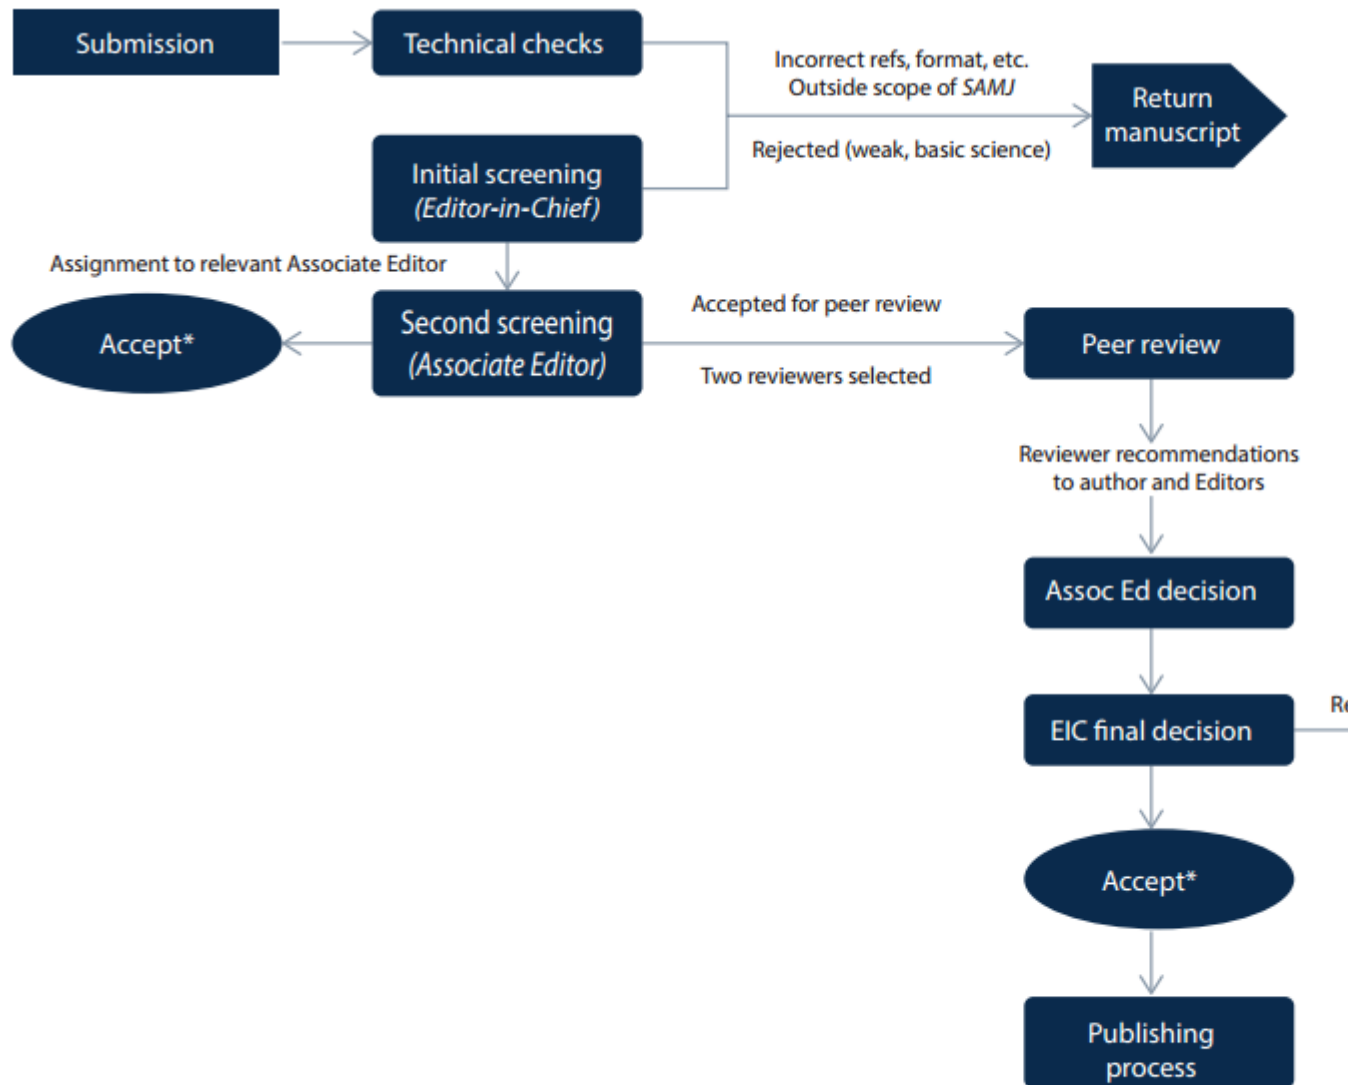 Submission
Technical checks
Incorrect refs, format, etc.
Outside scope of SAMJ
Return
manuscript
Rejected (weak, basic science)
Initial screening
(Editor-in-Chief)
Assignment to relevant Associate Editor
Accept*
Second screening
(Associate Editor)
Accepted for peer review
Two reviewers selected
Peer review
Reviewer recommendations
to author and Editors
Assoc Ed decision
EIC final decision
Accept*
Publishing
process